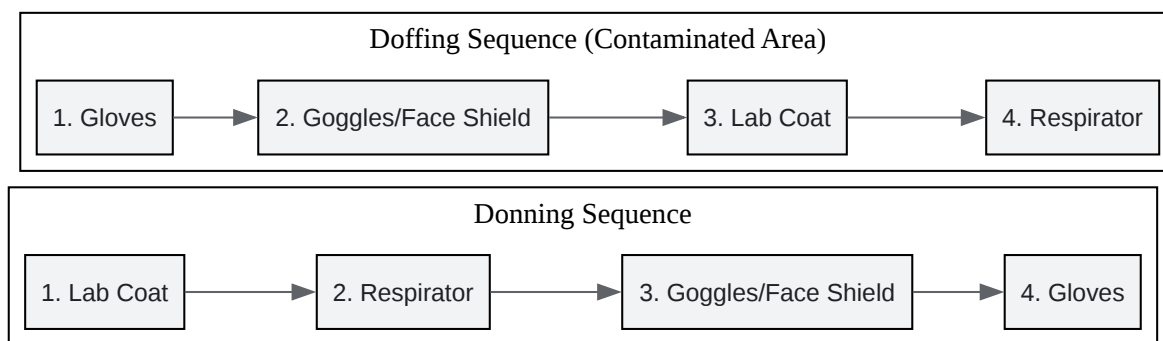 Doffing Sequence (Contaminated Area)
1. Gloves
2. Goggles/Face Shield
3. Lab Coat
4. Respirator
Donning Sequence
1. Lab Coat
2. Respirator
3. Goggles/Face Shield
4. Gloves